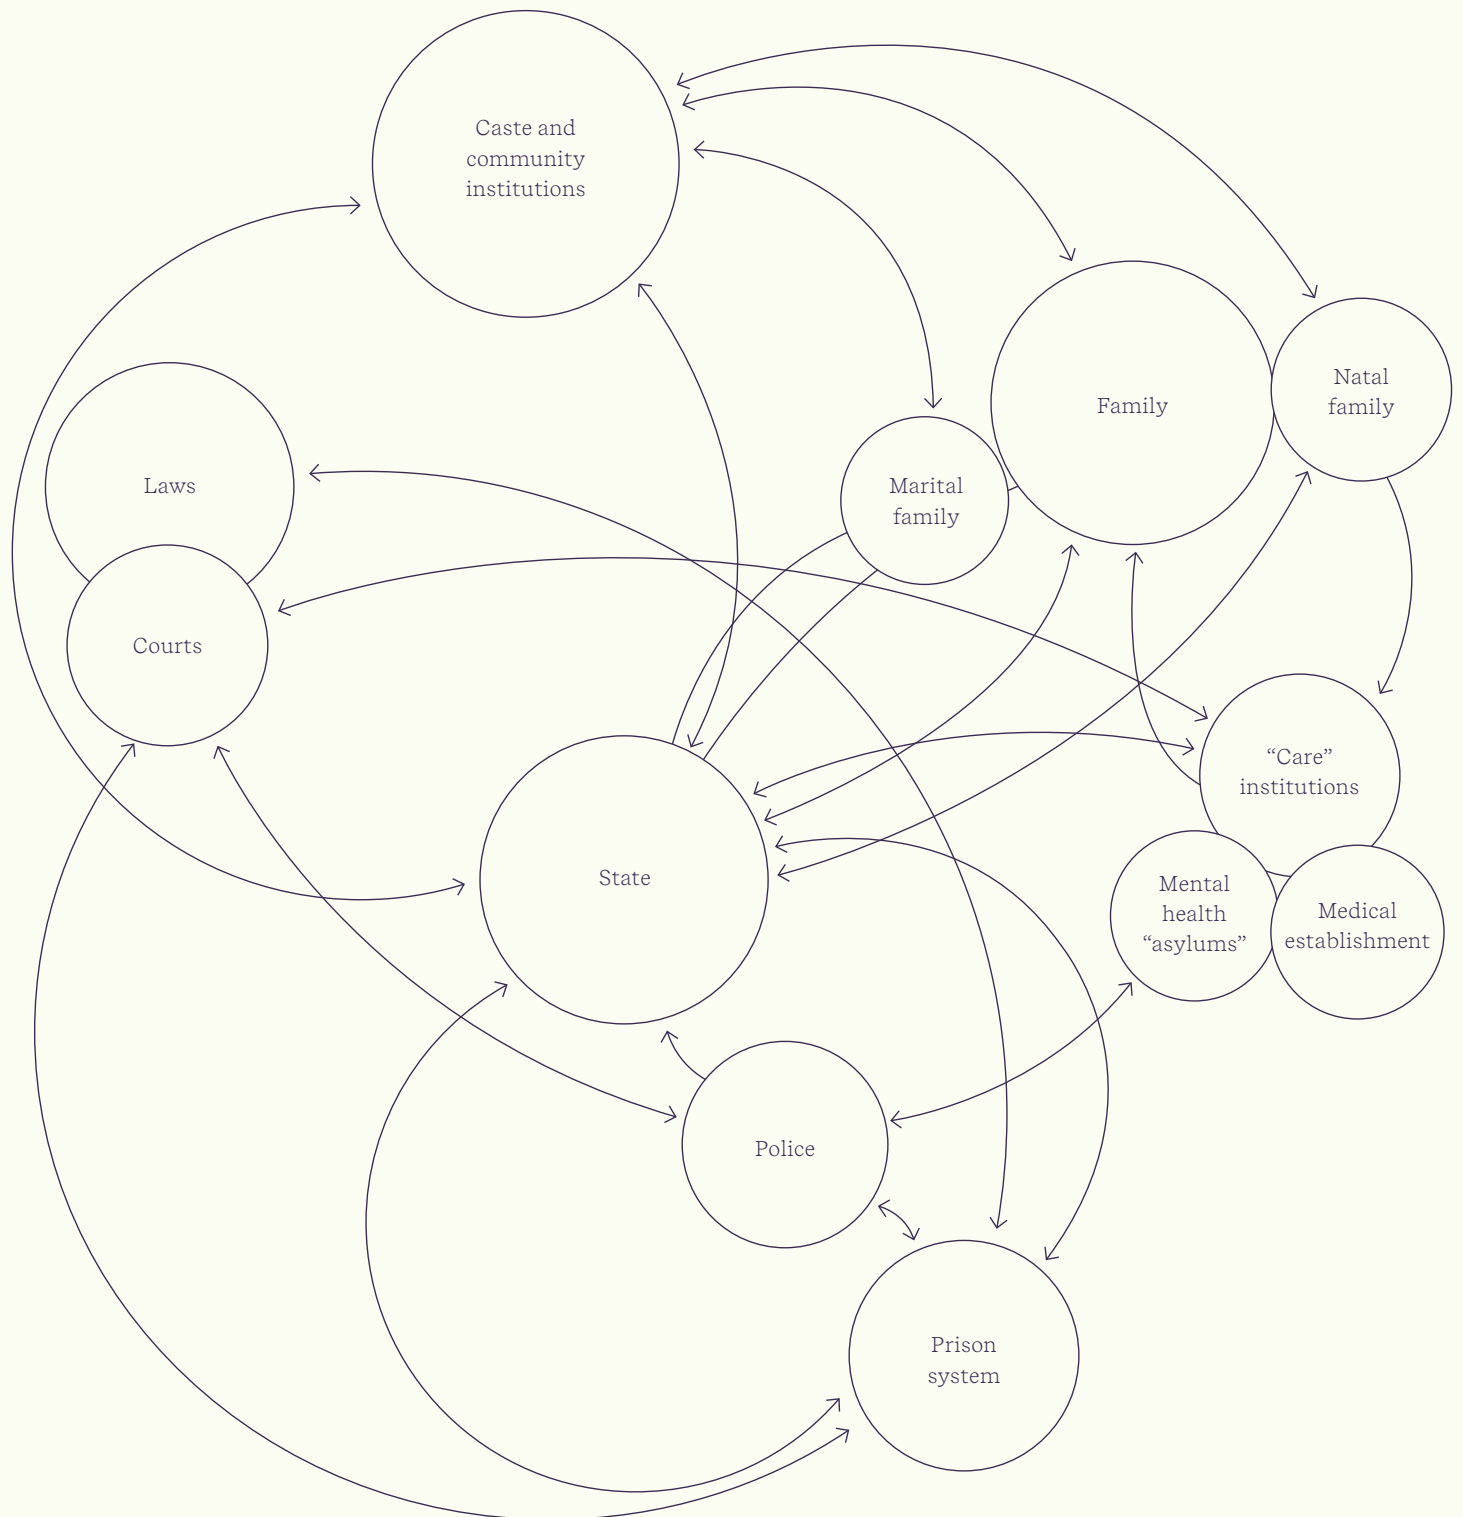 Caste and
community
institutions
Family
Natal
family
Laws
Marital
family
Courts
“Care”
institutions
State
Mental
health
“asylums”
Medical
establishment
Police
Prison
system